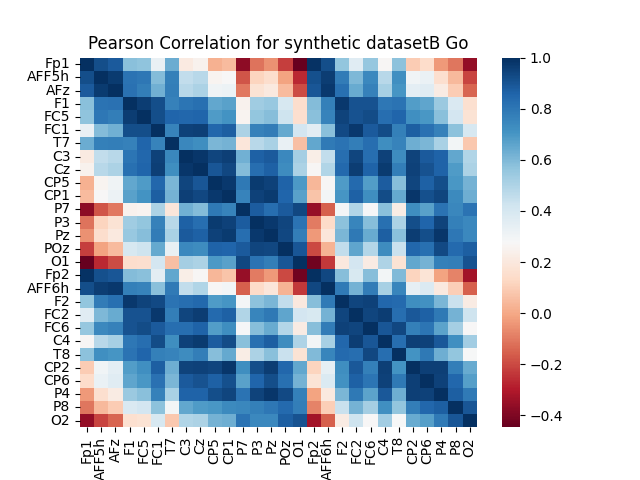 Pearson Correlation for synthetic datasetB Go
Fp1
AFF5h
AFz
F1
FC5
FC1
T7
C3
Cz
CP5
CP1
P7
P3
Pz
POz
O1
Fp2
AFF6h
F2
FC2
FC6
C4
T8
CP2
CP6
P4
P8
O2
Fp1 AFF5h AFz F1 FC5 FC1 T7 C3 Cz CP5 CP1 P7 P3 Pz POz O1 Fp2 AFF6h F2 FC2 FC6 C4 T8 CP2 CP6 P4 P8 O2
1.0
0.8
0.6
0.4
0.2
0.0
−0.2
−0.4